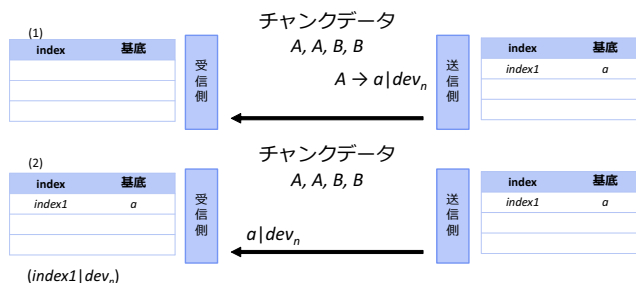 (1)
index 基底
受信側
チャンクデータ
A, A, B, B
A → a|devₙ
送信側
index 基底
index1 a
(2)
index 基底
index1 a
受信側
チャンクデータ
A, A, B, B
a|devₙ
送信側
index 基底
index1 a
(index1|devₙ)